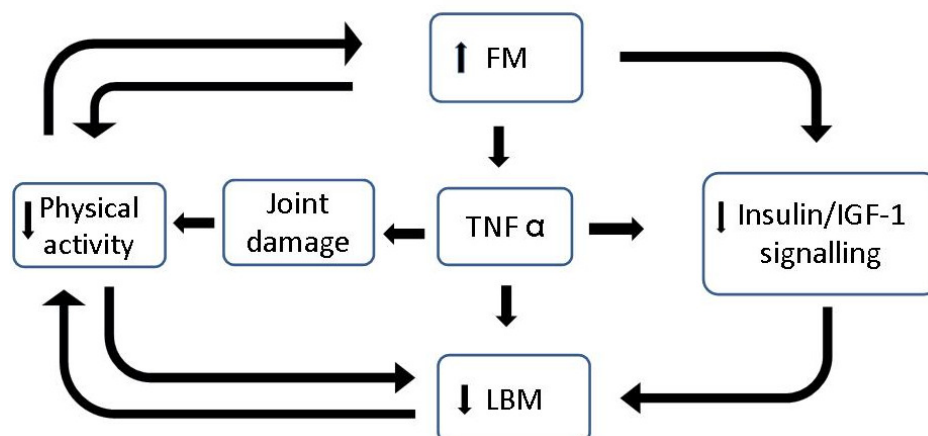 FM
Physical
activity
Joint
damage
TNF α
Insulin/IGF-1
signalling
LBM